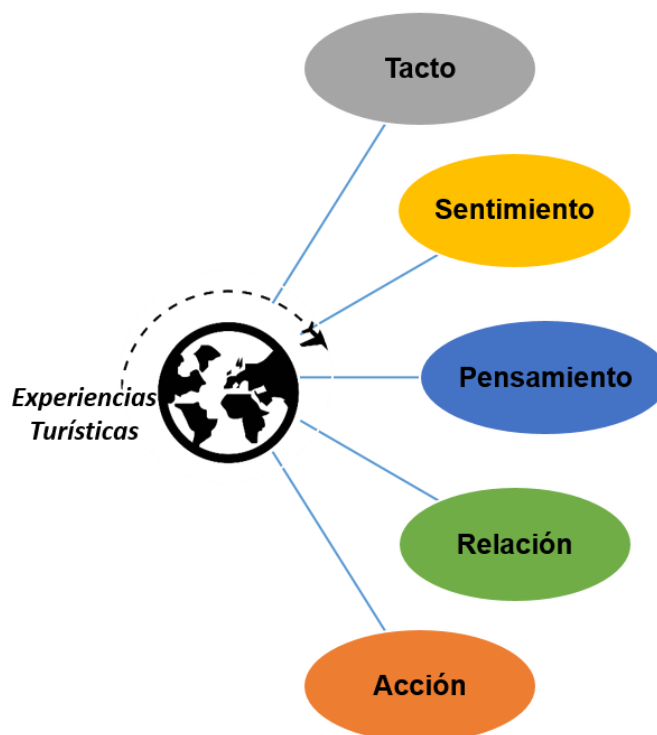 Tacto
Sentimiento
Pensamiento
Experiencias
Turísticas
Relación
Acción